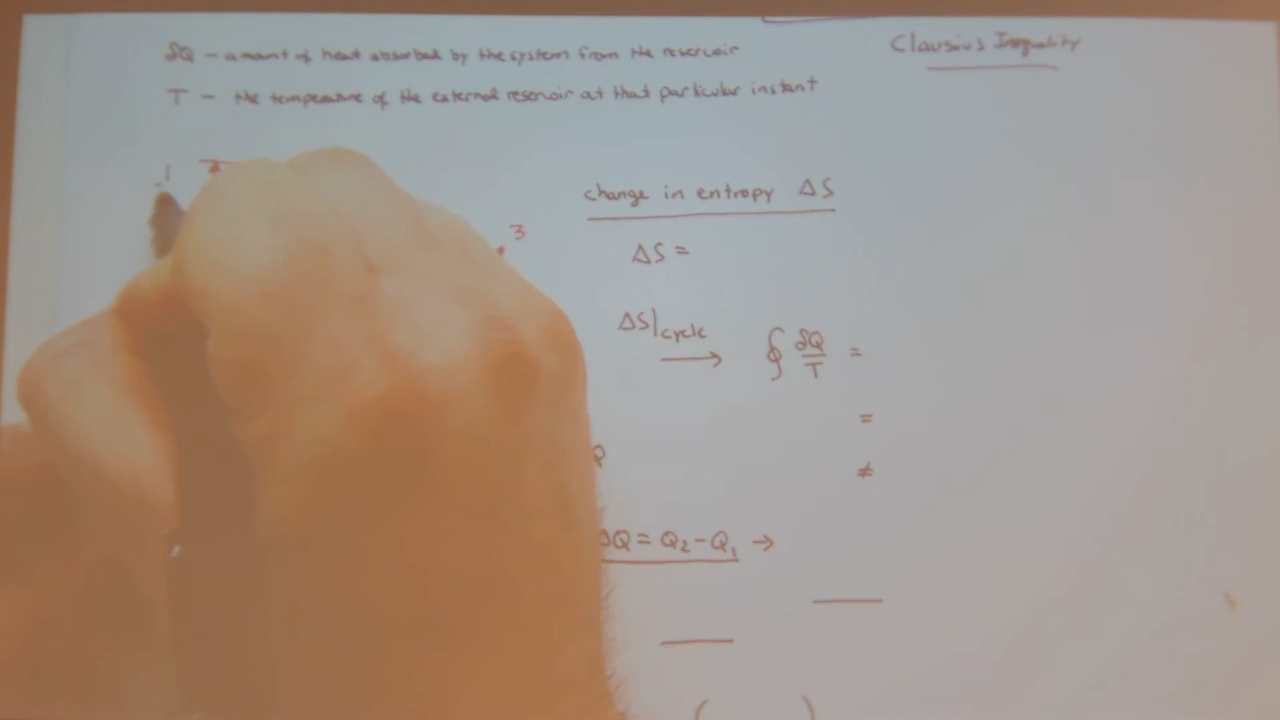 Clausius Inequality
δQ - amount of heat absorbed by the system from the reservoir
T - the temperature of the external reservoir at that particular instant
1
3
change in entropy ΔS
ΔS =
ΔS|cycle → ∮ δQ/T =
=
≠
ΔQ = Q₂ - Q₁ →
( )